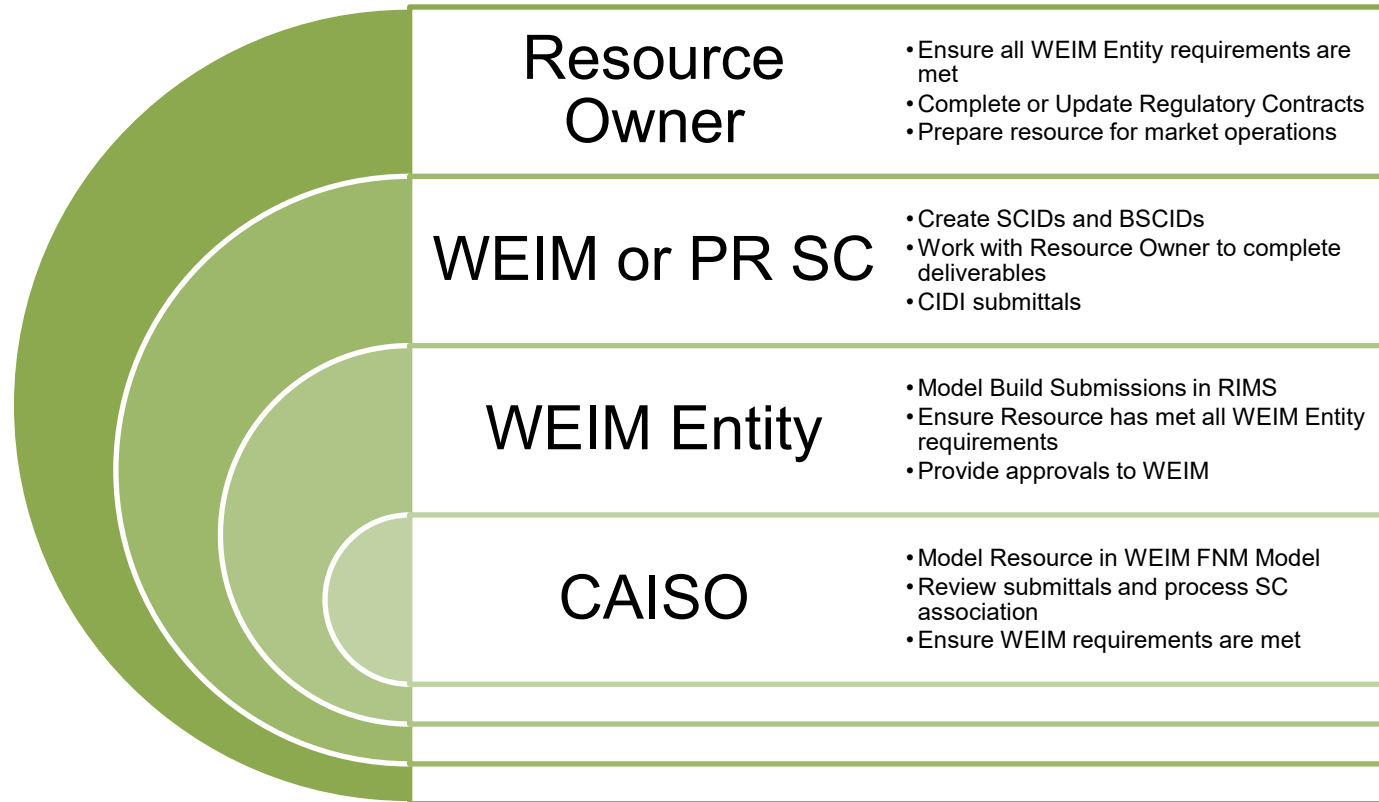 Resource
Owner
• Ensure all WEIM Entity requirements are
met
• Complete or Update Regulatory Contracts
• Prepare resource for market operations
WEIM or PR SC
• Create SCIDs and BSCIDs
• Work with Resource Owner to complete
deliverables
• CIDI submittals
WEIM Entity
• Model Build Submissions in RIMS
• Ensure Resource has met all WEIM Entity
requirements
• Provide approvals to WEIM
CAISO
• Model Resource in WEIM FNM Model
• Review submittals and process SC
association
• Ensure WEIM requirements are met